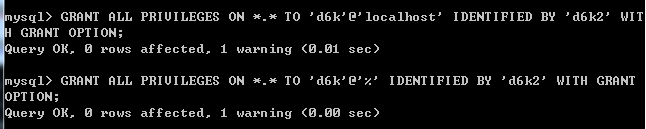 mysql> GRANT ALL PRIVILEGES ON *.* TO 'd6k'@'localhost' IDENTIFIED BY 'd6k2' WIT
H GRANT OPTION;
Query OK, 0 rows affected, 1 warning (0.01 sec)
mysql> GRANT ALL PRIVILEGES ON *.* TO 'd6k'@'%' IDENTIFIED BY 'd6k2' WITH GRANT
OPTION;
Query OK, 0 rows affected, 1 warning (0.00 sec)